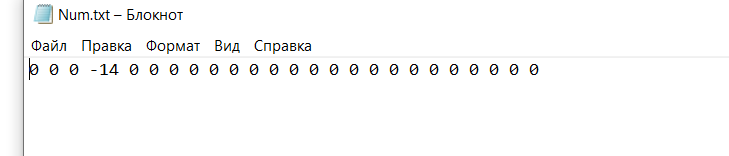 Num.txt – Блокнот
Файл Правка Формат Вид Справка
0 0 0 -14 0 0 0 0 0 0 0 0 0 0 0 0 0 0 0 0 0 0 0 0 0